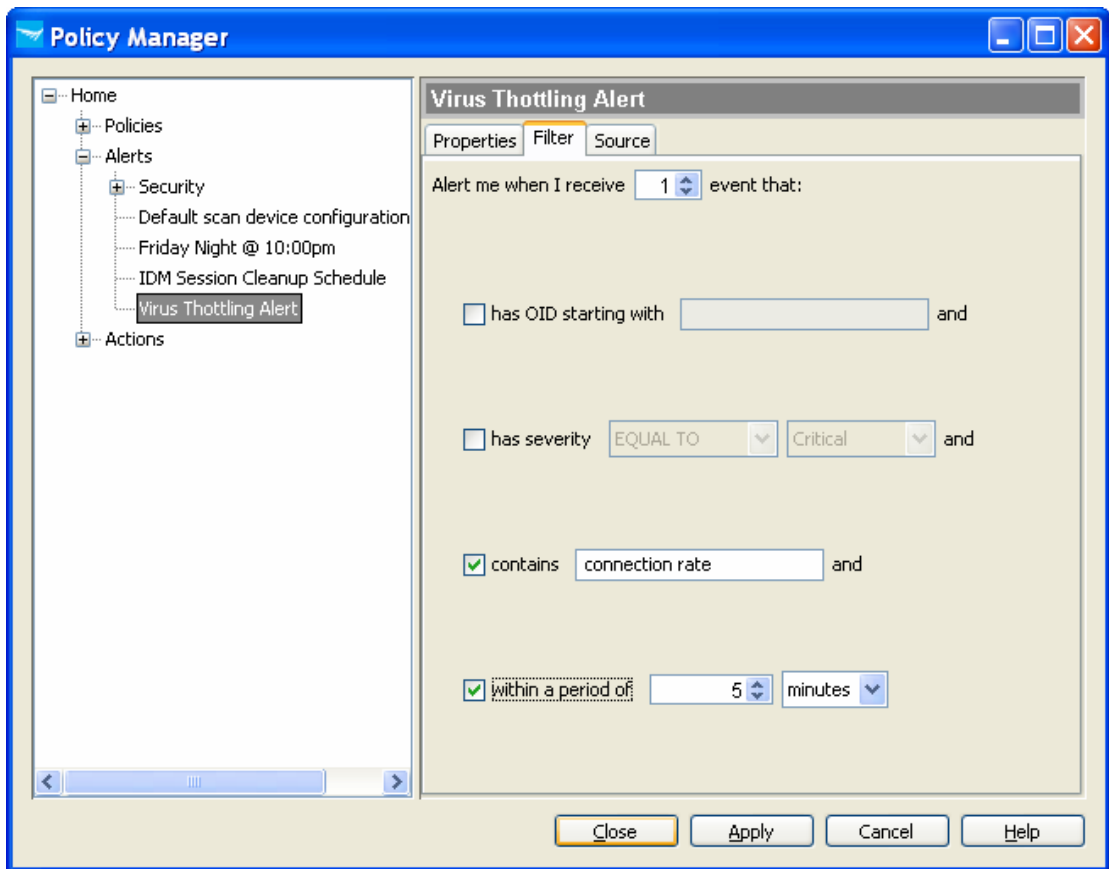 Policy Manager
Home
Policies
Alerts
Security
Default scan device configuration
Friday Night @ 10:00pm
IDM Session Cleanup Schedule
Virus Thottling Alert
Actions
Virus Thottling Alert
Properties Filter Source
Alert me when I receive 1 event that:
has OID starting with and
has severity EQUAL TO Critical and
contains connection rate and
within a period of 5 minutes
Close Apply Cancel Help